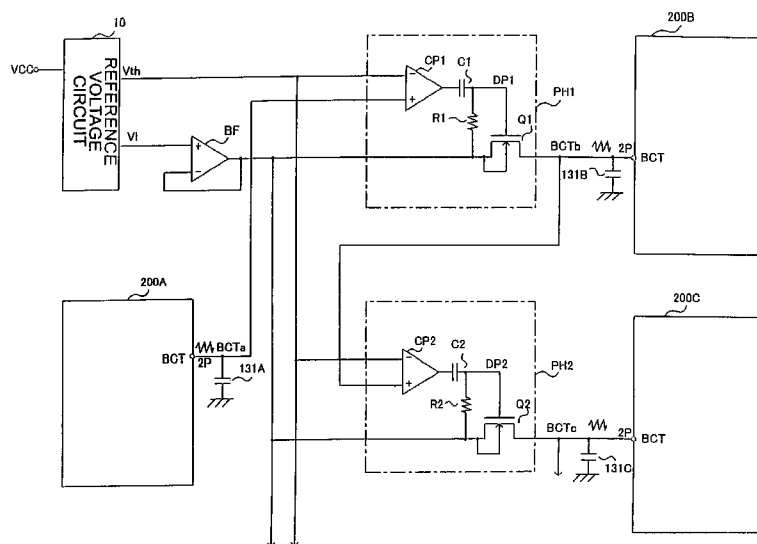 10
200B
VCC
REFERENCE
VOLTAGE
CIRCUIT
Vth
Vl
BF
CP1
C1
DP1
PH1
R1
Q1
BCTb
2P
BCT
131B
200A
BCT
BCTa
2P
131A
200C
CP2
C2
DP2
PH2
R2
Q2
BCTc
2P
BCT
131C